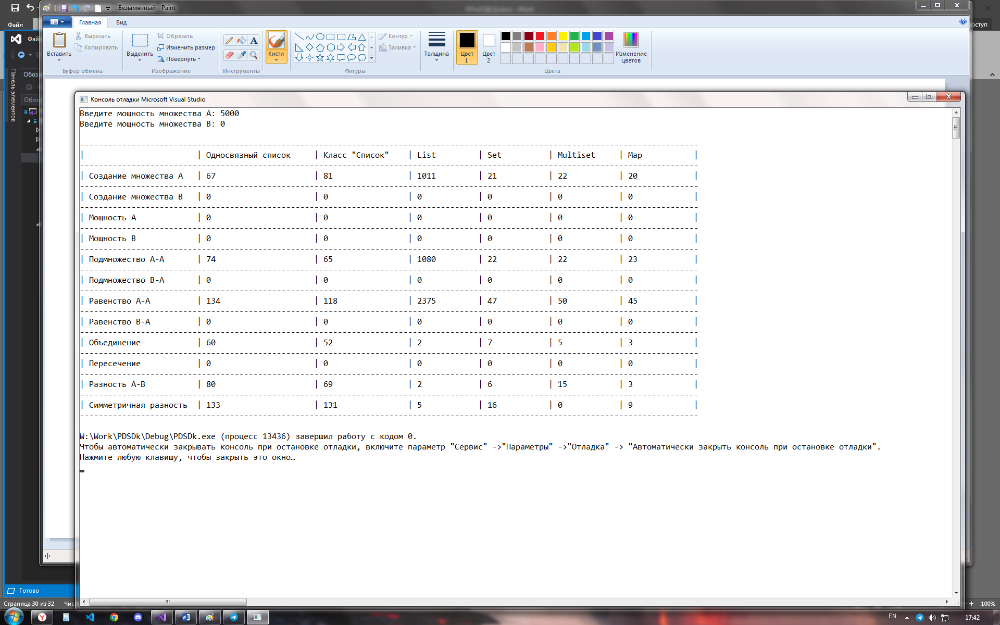 Безымянный - Paint
Файл
Главная
Вид
Фай
оступ
Вставить
Вырезать
Копировать
Буфер обмена
Выделить
Обрезать
Изменить размер
Повернуть
Изображение
Инструменты
Кисти
Фигуры
Контур
Заливка
Толщина
Цвет 1
Цвет 2
Изменение цветов
Цвета
Панель элементов
Обоз
Обоз
Консоль отладки Microsoft Visual Studio
Введите мощность множества A: 5000
Введите мощность множества B: 0
--------------------------------------------------
| | Односвязный список | Класс "Список" | List | Set | Multiset | Map |
| Создание множества A | 67 | 81 | 1011 | 21 | 22 | 20 |
| Создание множества B | 0 | 0 | 0 | 0 | 0 | 0 |
| Мощность A | 0 | 0 | 0 | 0 | 0 | 0 |
| Мощность B | 0 | 0 | 0 | 0 | 0 | 0 |
| Подмножество A-A | 74 | 65 | 1080 | 22 | 22 | 23 |
| Подмножество B-A | 0 | 0 | 0 | 0 | 0 | 0 |
| Равенство A-A | 134 | 118 | 2375 | 47 | 50 | 45 |
| Равенство B-A | 0 | 0 | 0 | 0 | 0 | 0 |
| Объединение | 60 | 52 | 2 | 7 | 5 | 3 |
| Пересечение | 0 | 0 | 0 | 0 | 0 | 0 |
| Разность A-B | 80 | 69 | 2 | 6 | 15 | 3 |
| Симметричная разность | 133 | 131 | 5 | 16 | 0 | 9 |
W:\Work\PDSDk\Debug\PDSDk.exe (процесс 13436) завершил работу с кодом 0.
Чтобы автоматически закрывать консоль при остановке отладки, включите параметр "Сервис" ->"Параметры" ->"Отладка" -> "Автоматически закрыть консоль при остановке отладки".
Нажмите любую клавишу, чтобы закрыть это окно…
Готово
Страница 30 из 32
Чис
100%
EN
17:42